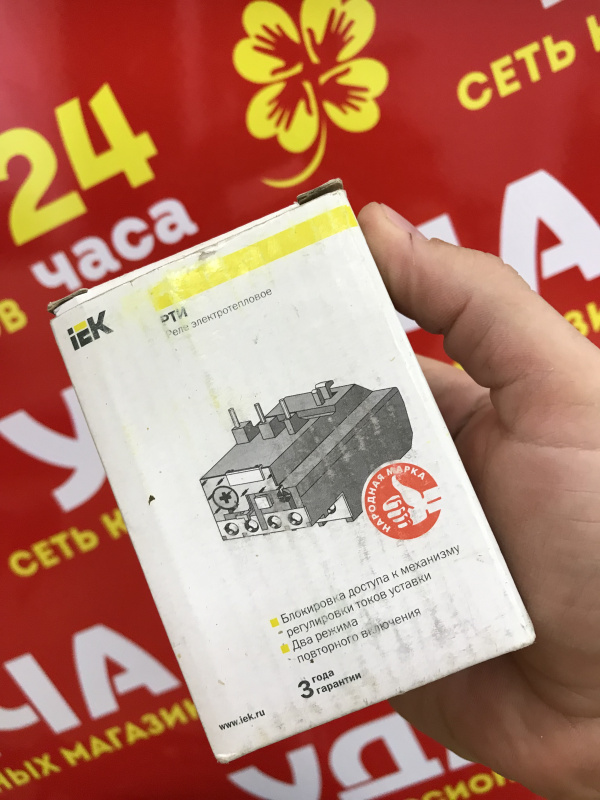 24
часа
СЕТЬ К
IEK
РТИ
Реле электротепловое
НАРОДНАЯ МАРКА
Блокировка доступа к механизму
регулировки токов уставки
Два режима
повторного включения
3 года
гарантии
www.iek.ru
СЕТЬ К